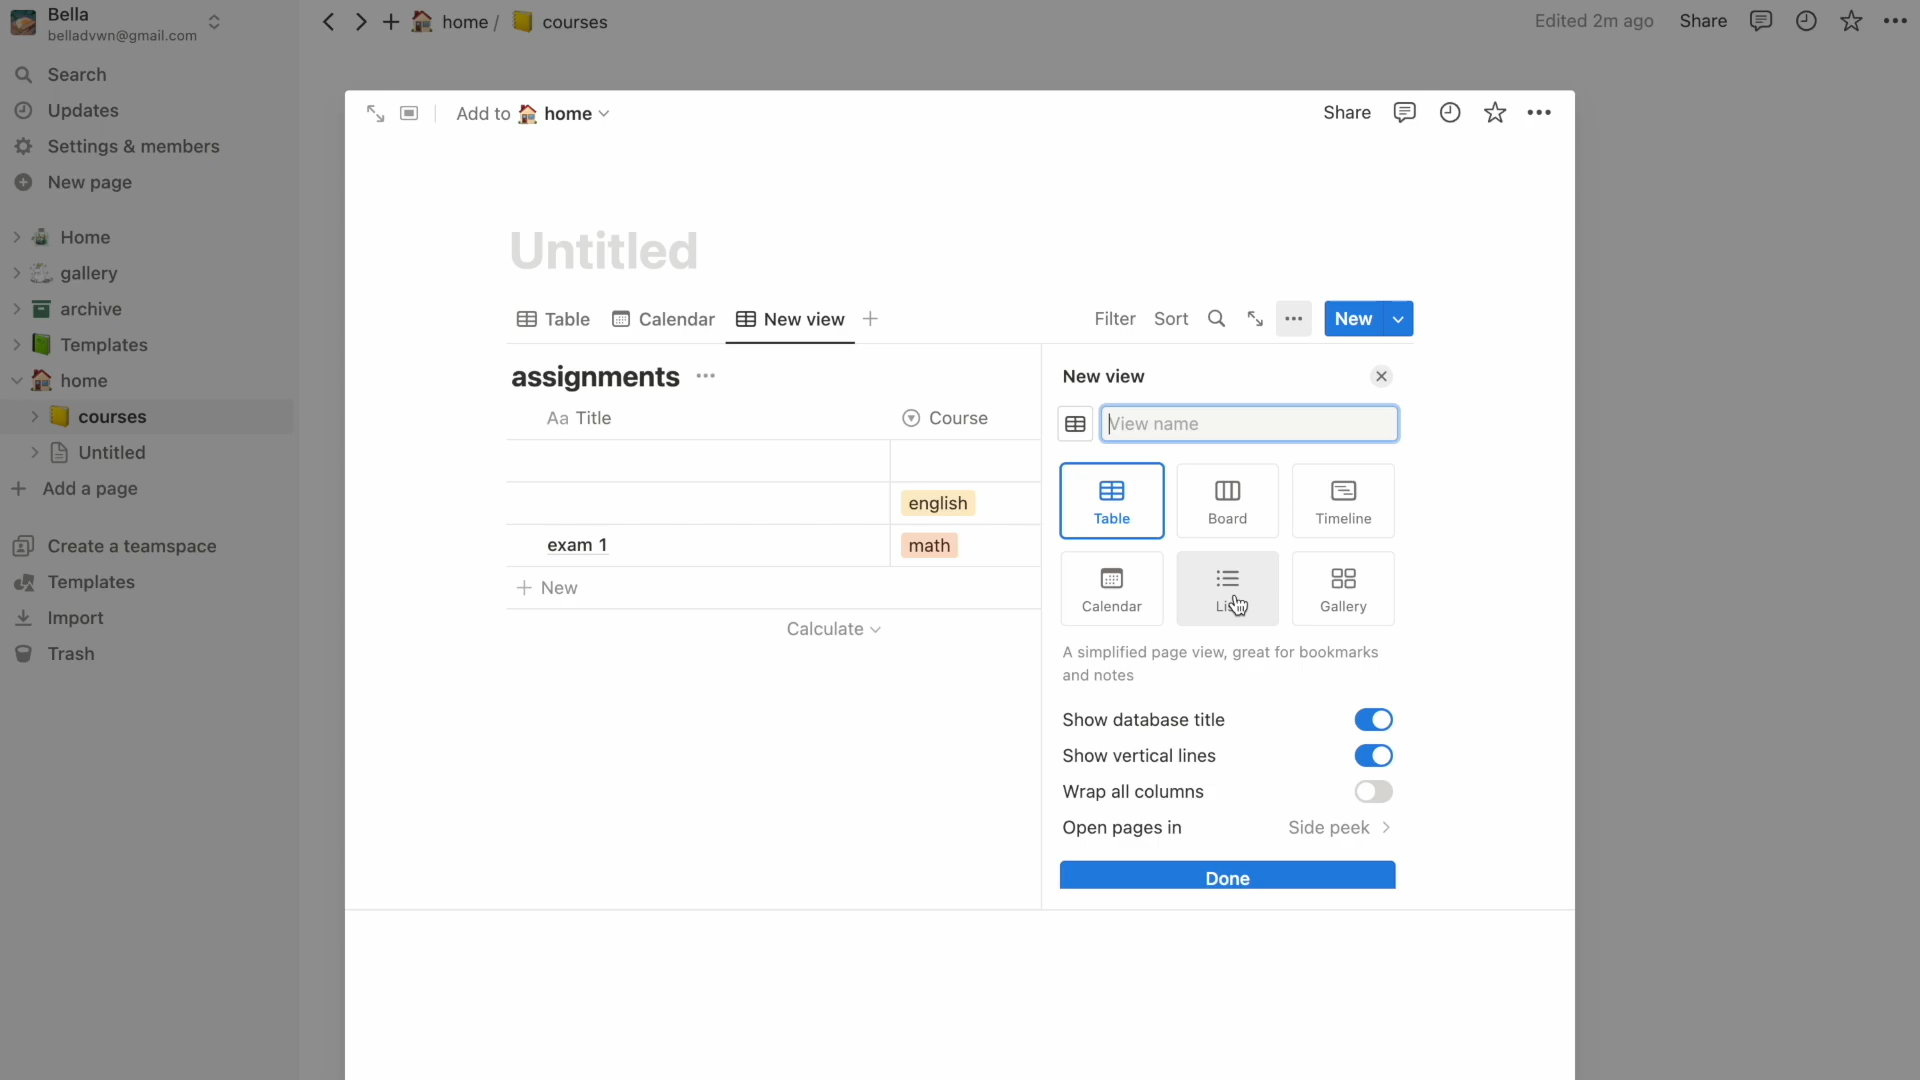 Bella
belladvwn@gmail.com
Search
Updates
Settings & members
New page
Home
gallery
archive
Templates
home
courses
Untitled
Add a page
Create a teamspace
Templates
Import
Trash
home / courses
Edited 2m ago Share
Add to home
Share
Untitled
Table Calendar New view
Filter Sort New
assignments
Aa Title Course
english
exam 1 math
New
Calculate
New view
View name
Table Board Timeline
Calendar Gallery
A simplified page view, great for bookmarks
and notes
Show database title
Show vertical lines
Wrap all columns
Open pages in Side peek
Done